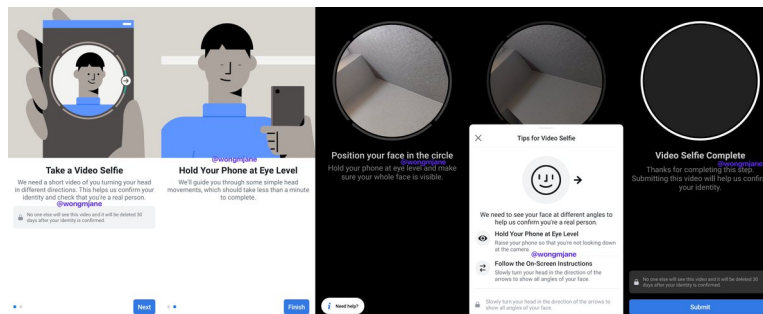 Take a Video Selfie
We need a short video of you turning your head
in different directions. This helps us confirm your
identity and check that you're a real person.
@wongmjane
No one else will see this video and it will be deleted 30
days after your identity is confirmed.
Next
@wongmjane
Hold Your Phone at Eye Level
We'll guide you through some simple head
movements, which should take less than a minute
to complete.
Finish
Position your face in the circle
@wongmjane
Hold your phone at eye level and make
sure your whole face is visible.
Need help?
Tips for Video Selfie
We need to see your face at different angles to
help us confirm you're a real person.
Hold Your Phone at Eye Level
Raise your phone so that you're not looking down
at the camera
@wongmjane
Follow the On-Screen Instructions
Slowly turn your head in the direction of the
arrows to show all angles of your face.
Slowly turn your head in the direction of the arrows to
show all angles of your face.
Video Selfie Complete
@wongmjane
Thanks for completing this step.
Submitting this video will help us confirm
your identity.
No one else will see this video and it will be deleted 30
days after your identity is confirmed.
Submit